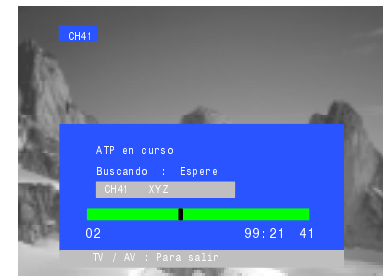 CH41
ATP en curso
Buscando : Espere
CH41 XYZ
02 99:21 41
TV / AV : Para salir